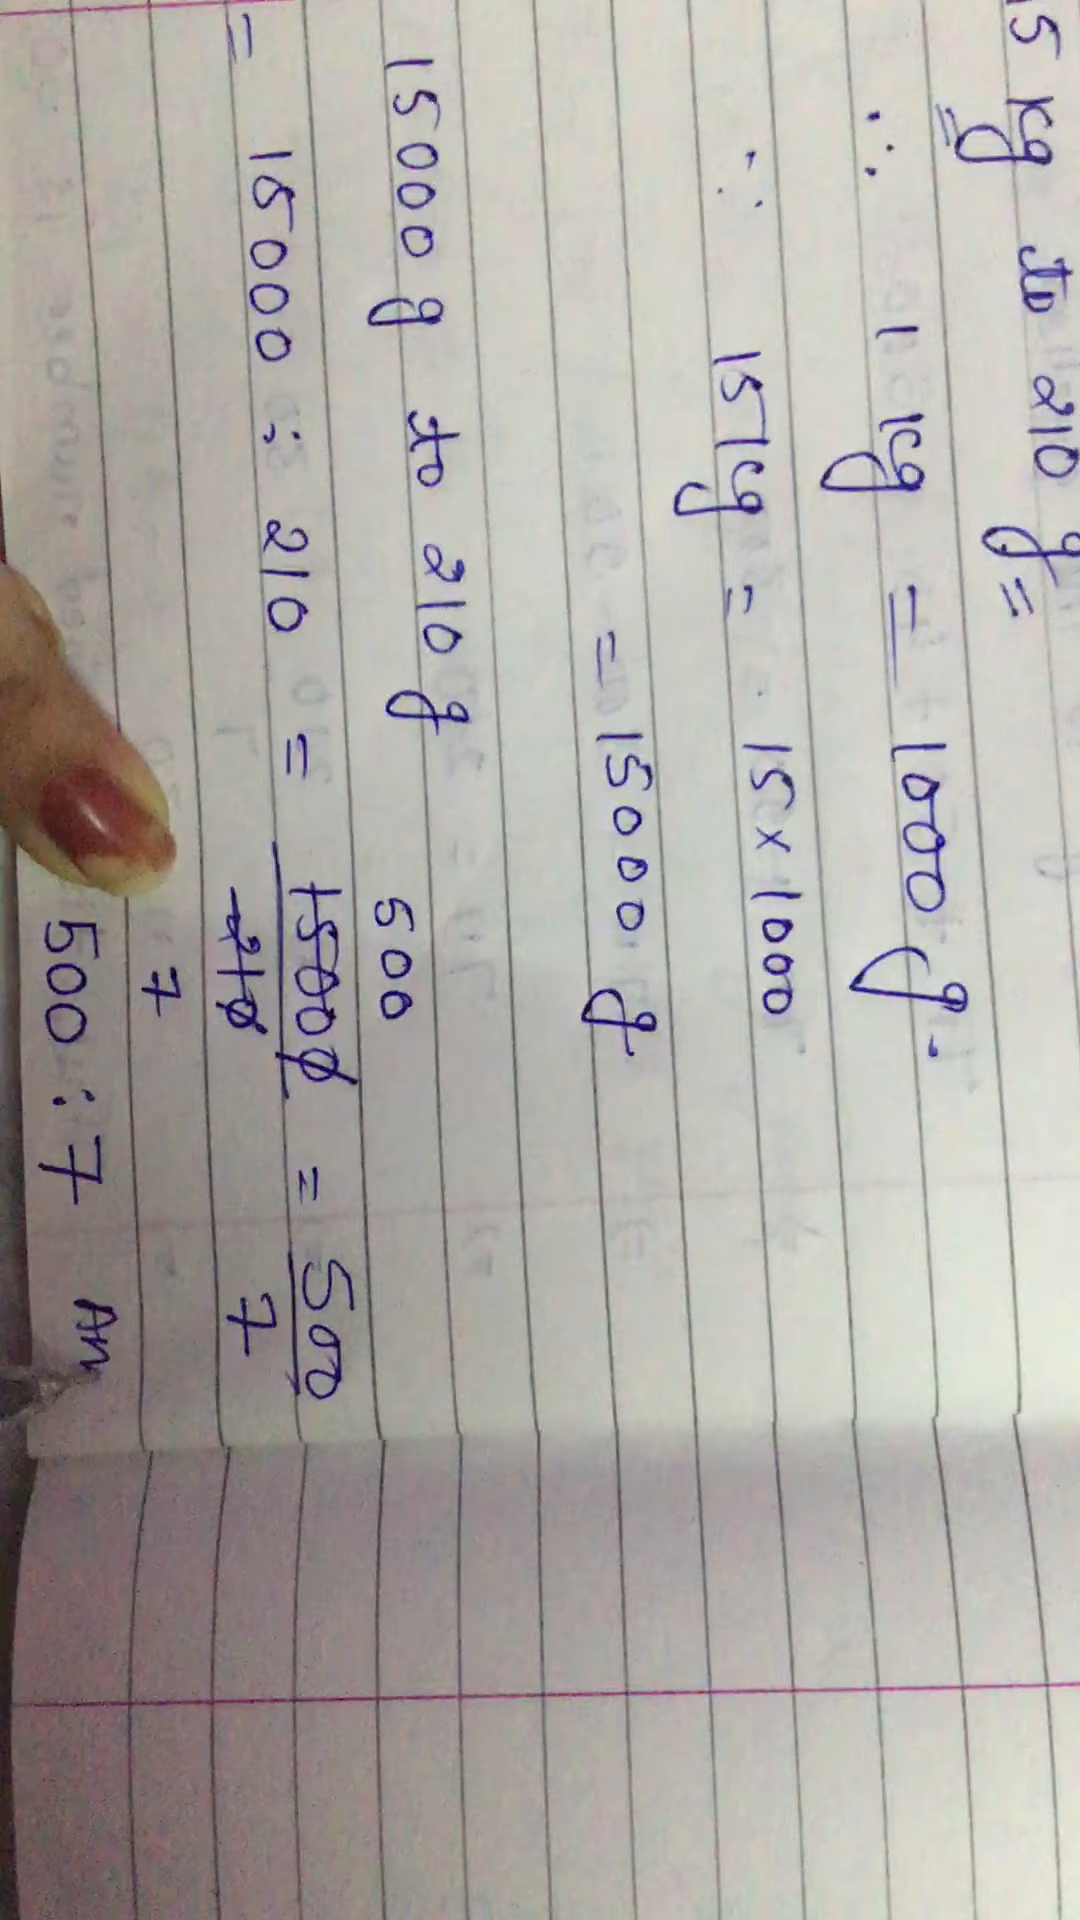 15 kg to 210 g =
∴ 1 kg = 1000 g.
∴ 15 kg = 15 × 1000
= 15000 g
15000 g to 210 g
500
= 15000 : 210 = 15000/210 = 500/7
7
500 : 7 An